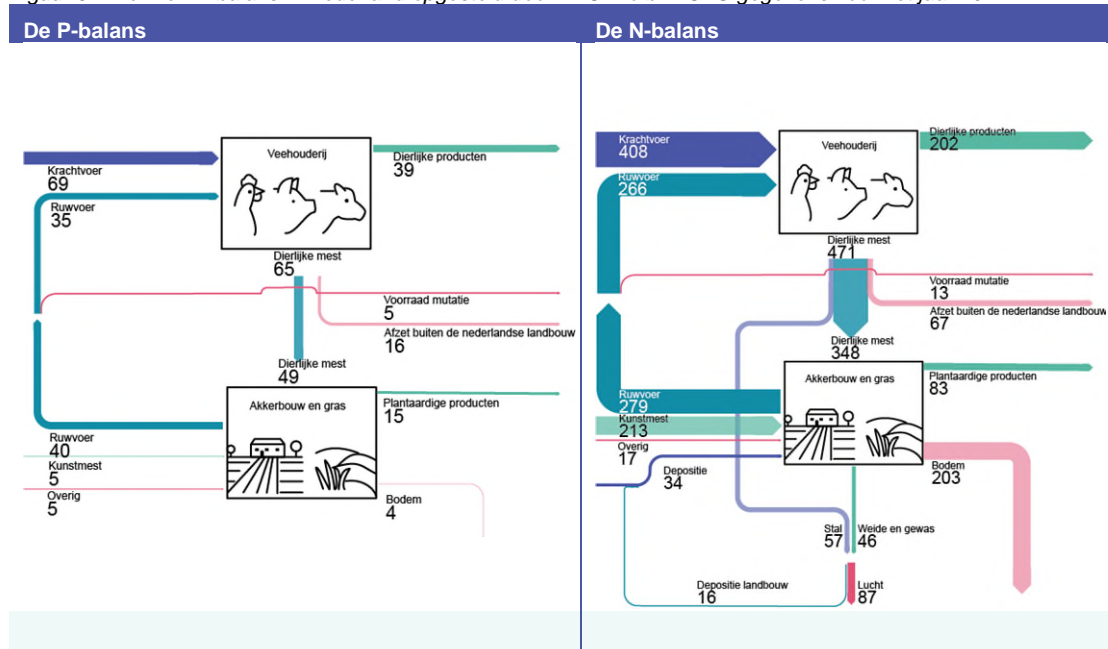 De P-balans
De N-balans
Veehouderij
Krachtvoer
69
Ruwvoer
35
Dierlijke producten
39
Dierlijke mest
65
Voorraad mutatie
5
Afzet buiten de nederlandse landbouw
16
Dierlijke mest
49
Akkerbouw en gras
Plantaardige producten
15
Ruwvoer
40
Kunstmest
5
Overig
5
Bodem
4
Krachtvoer
408
Ruwvoer
266
Veehouderij
Dierlijke producten
202
Dierlijke mest
471
Voorraad mutatie
13
Afzet buiten de nederlandse landbouw
67
Dierlijke mest
348
Akkerbouw en gras
Plantaardige producten
83
Ruwvoer
279
Kunstmest
213
Overig
17
Depositie
34
Bodem
203
Stal
57
Weide en gewas
46
Depositie landbouw
16
Lucht
87